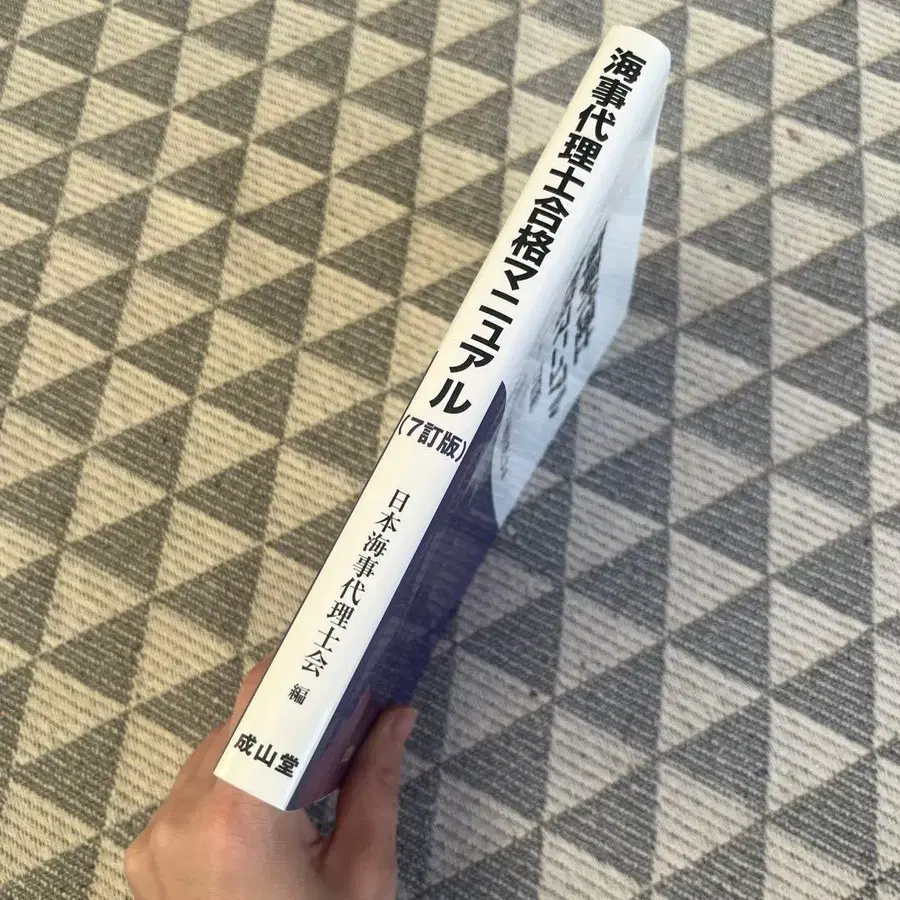 海事代理士合格マニュアル
(7訂版)
日本海事代理士会 編
成山堂